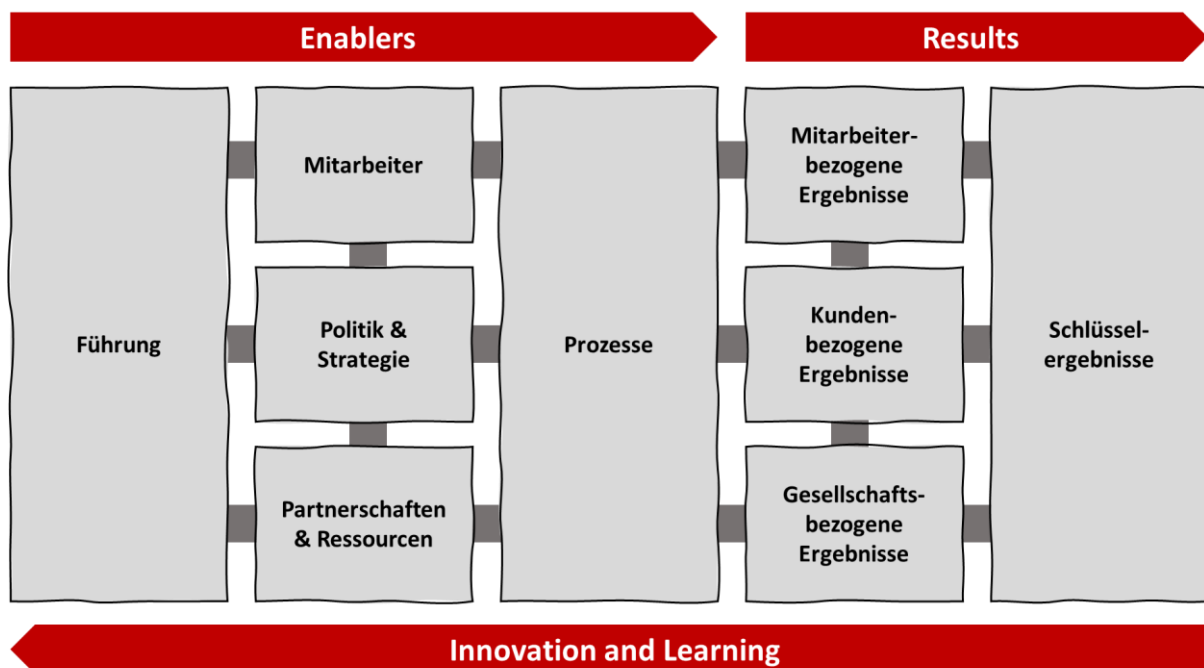 Enablers
Results
Führung
Mitarbeiter
Politik &
Strategie
Partnerschaften
& Ressourcen
Prozesse
Mitarbeiter-
bezogene
Ergebnisse
Kunden-
bezogene
Ergebnisse
Gesellschafts-
bezogene
Ergebnisse
Schlüssel-
ergebnisse
Innovation and Learning